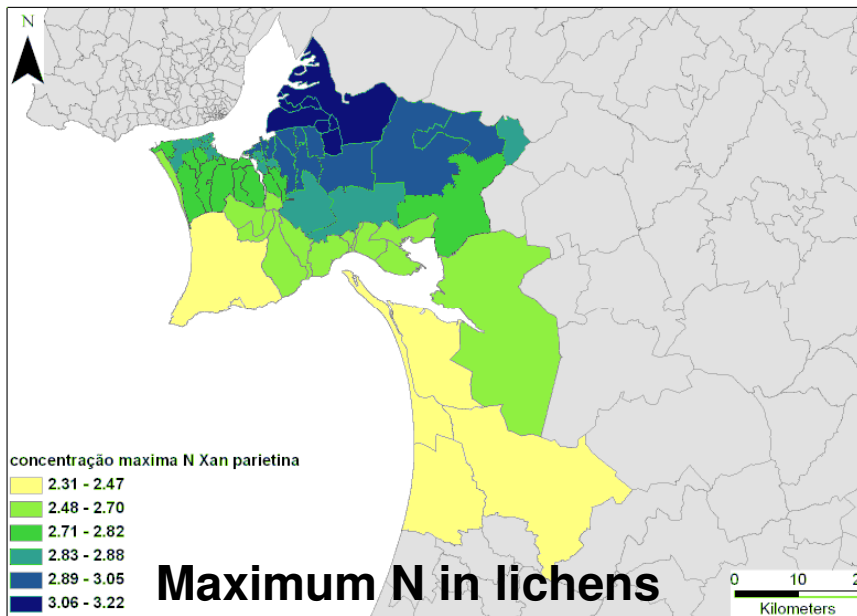 N
concentração maxima N Xan parietina
2.31 - 2.47
2.48 - 2.70
2.71 - 2.82
2.83 - 2.88
2.89 - 3.05
3.06 - 3.22
Maximum N in lichens
0 10 2
Kilometers